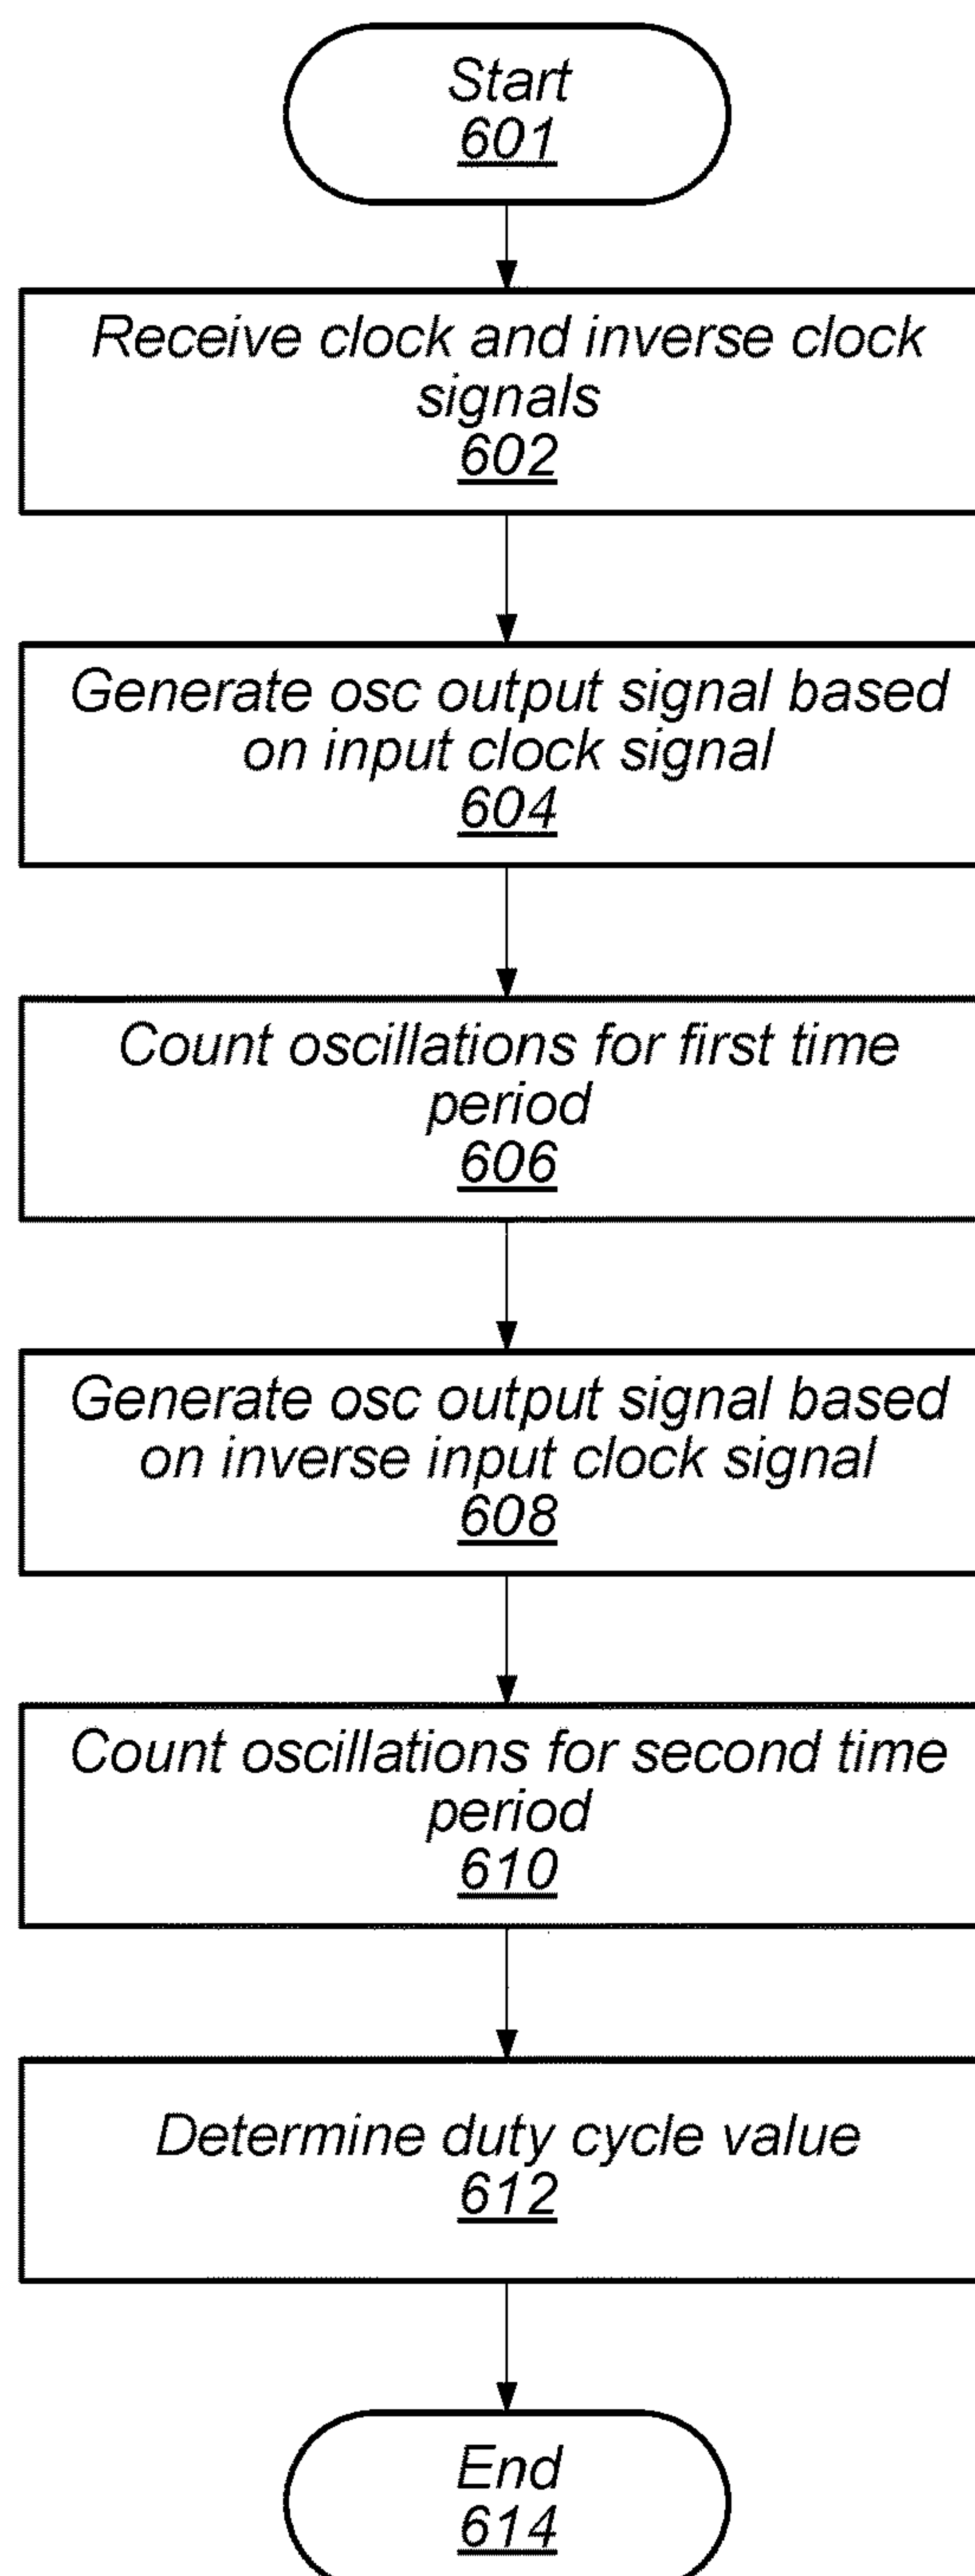 Start
601
Receive clock and inverse clock
signals
602
Generate osc output signal based
on input clock signal
604
Count oscillations for first time
period
606
Generate osc output signal based
on inverse input clock signal
608
Count oscillations for second time
period
610
Determine duty cycle value
612
End
614